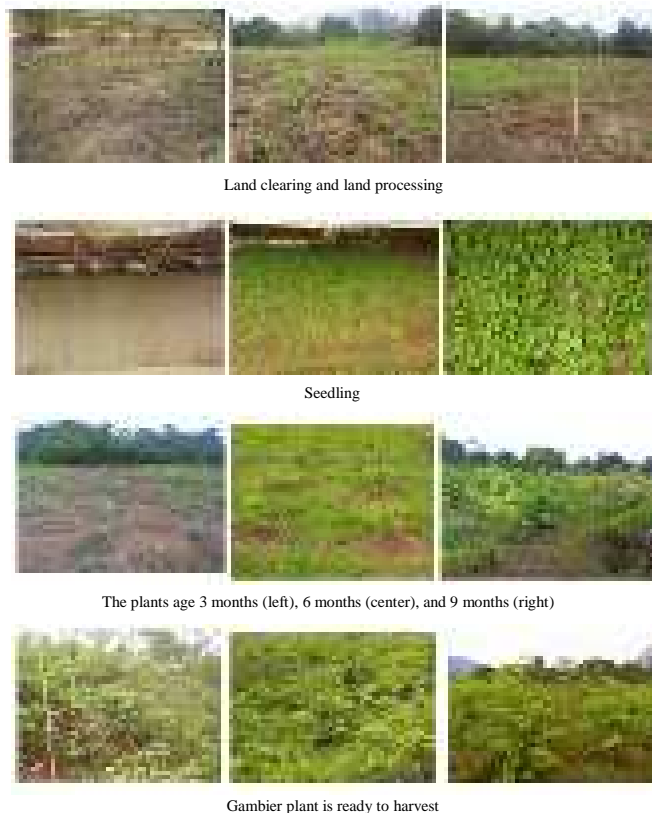 Land clearing and land processing
Seedling
The plants age 3 months (left), 6 months (center), and 9 months (right)
Gambier plant is ready to harvest